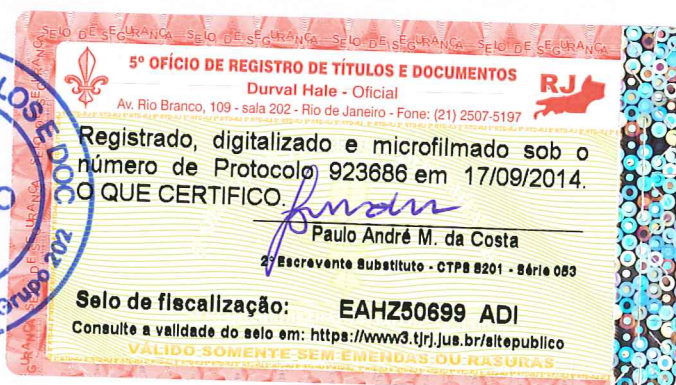 SELO DE SEGURANÇA SELO DE SEGURANÇA SELO DE SEGURANÇA SELO DE SEGURANÇA
5º OFÍCIO DE REGISTRO DE TÍTULOS E DOCUMENTOS
Durval Hale - Oficial
RJ
Av. Rio Branco, 109 - sala 202 - Rio de Janeiro - Fone: (21) 2507-5197
LOS E DOC
Registrado, digitalizado e microfilmado sob o
número de Protocolo 923686 em 17/09/2014.
O QUE CERTIFICO.
Paulo André M. da Costa
2º Escrevente Substituto - CTPS 8201 - Série 053
Grupo 202
Selo de fiscalização: EAHZ50699 ADI
Consulte a validade do selo em: https://www3.tjrj.jus.br/sitepublico
VÁLIDO SOMENTE SEM EMENDAS OU RASURAS